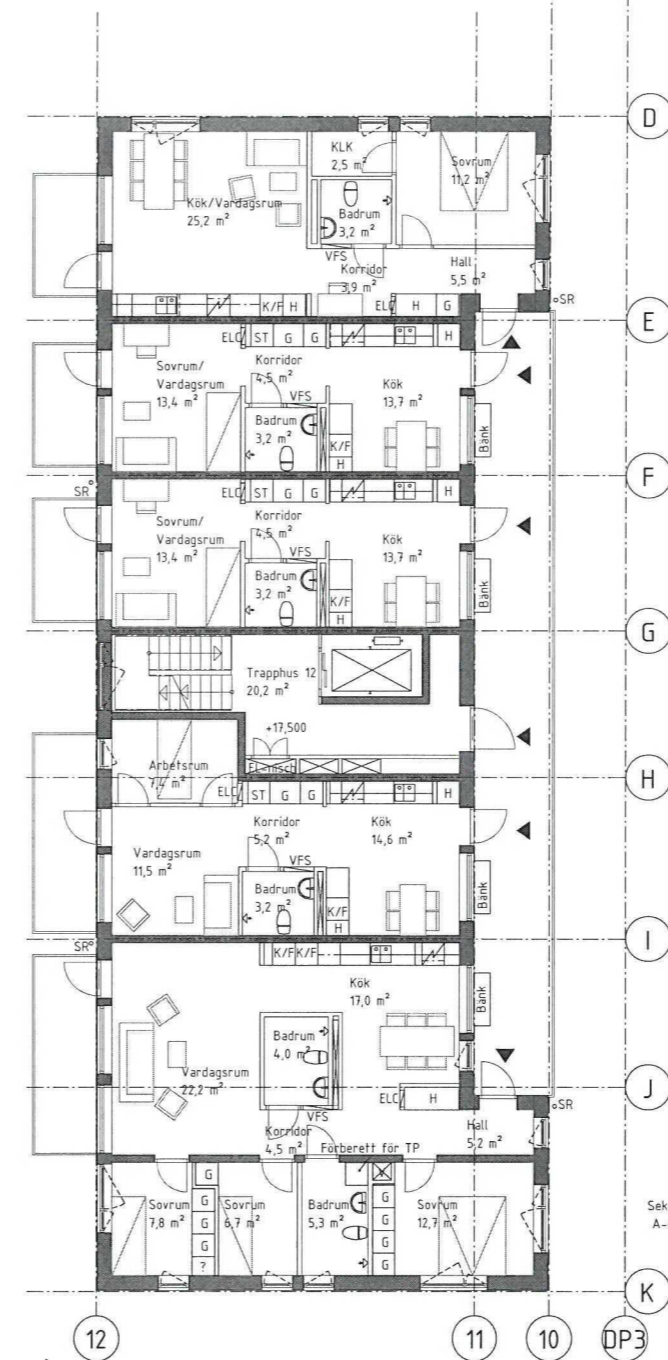 D
KLK
2,5 m²
Sovrum
11,2 m²
Kök/Vardagsrum
25,2 m²
Badrum
3,2 m²
VFS
Korridor
3,9 m²
Hall
5,5 m²
K/F H
ELC H G
SR
E
ELC ST G G H
Sovrum/
Vardagsrum
13,4 m²
Korridor
4,5 m²
VFS
Kök
13,7 m²
Badrum
3,2 m²
K/F
H
Bänk
F
SR
ELC ST G G H
Sovrum/
Vardagsrum
13,4 m²
Korridor
4,5 m²
VFS
Kök
13,7 m²
Badrum
3,2 m²
K/F
H
Bänk
G
Trapphus 12
20,2 m²
+17,500
EL-nisch
Arbetsrum
7,4 m²
H
ELC ST G G H
Korridor
5,2 m²
Kök
14,6 m²
Vardagsrum
11,5 m²
VFS
Badrum
3,2 m²
K/F
H
Bänk
I
SR
K/F K/F
Kök
17,0 m²
Bänk
Badrum
4,0 m²
Vardagsrum
22,2 m²
J
ELC H
SR
VFS
Korridor
4,5 m²
Förberett för TP
Hall
5,2 m²
G
G
G
G
?
Sovrum
7,8 m²
Sovrum
6,7 m²
Badrum
5,3 m²
G
G
G
G
Sovrum
12,7 m²
Sek
A-
K
12
11
10
DP3